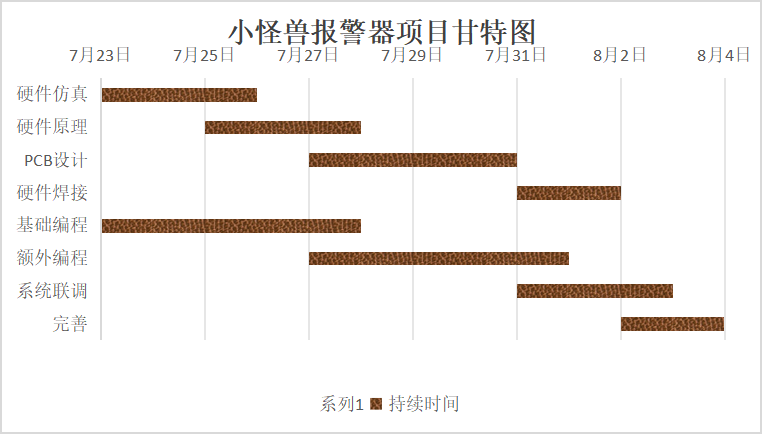 小怪兽报警器项目甘特图
7月23日 7月25日 7月27日 7月29日 7月31日 8月2日 8月4日
硬件仿真
硬件原理
PCB设计
硬件焊接
基础编程
额外编程
系统联调
完善
系列1 持续时间